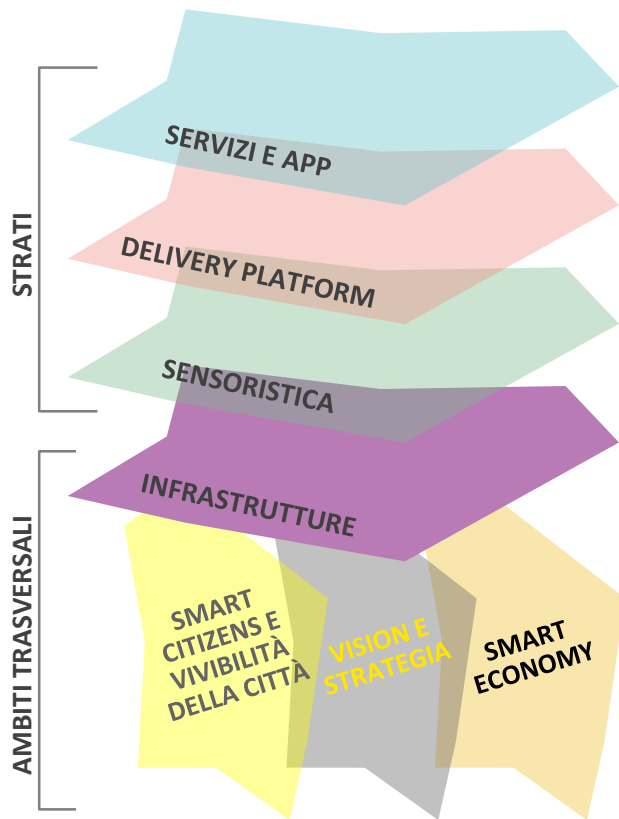 STRATI
SERVIZI E APP
DELIVERY PLATFORM
SENSORISTICA
INFRASTRUTTURE
AMBITI TRASVERSALI
SMART
CITIZENS E
VIVIBILITÀ
DELLA CITTÀ
VISION E
STRATEGIA
SMART
ECONOMY